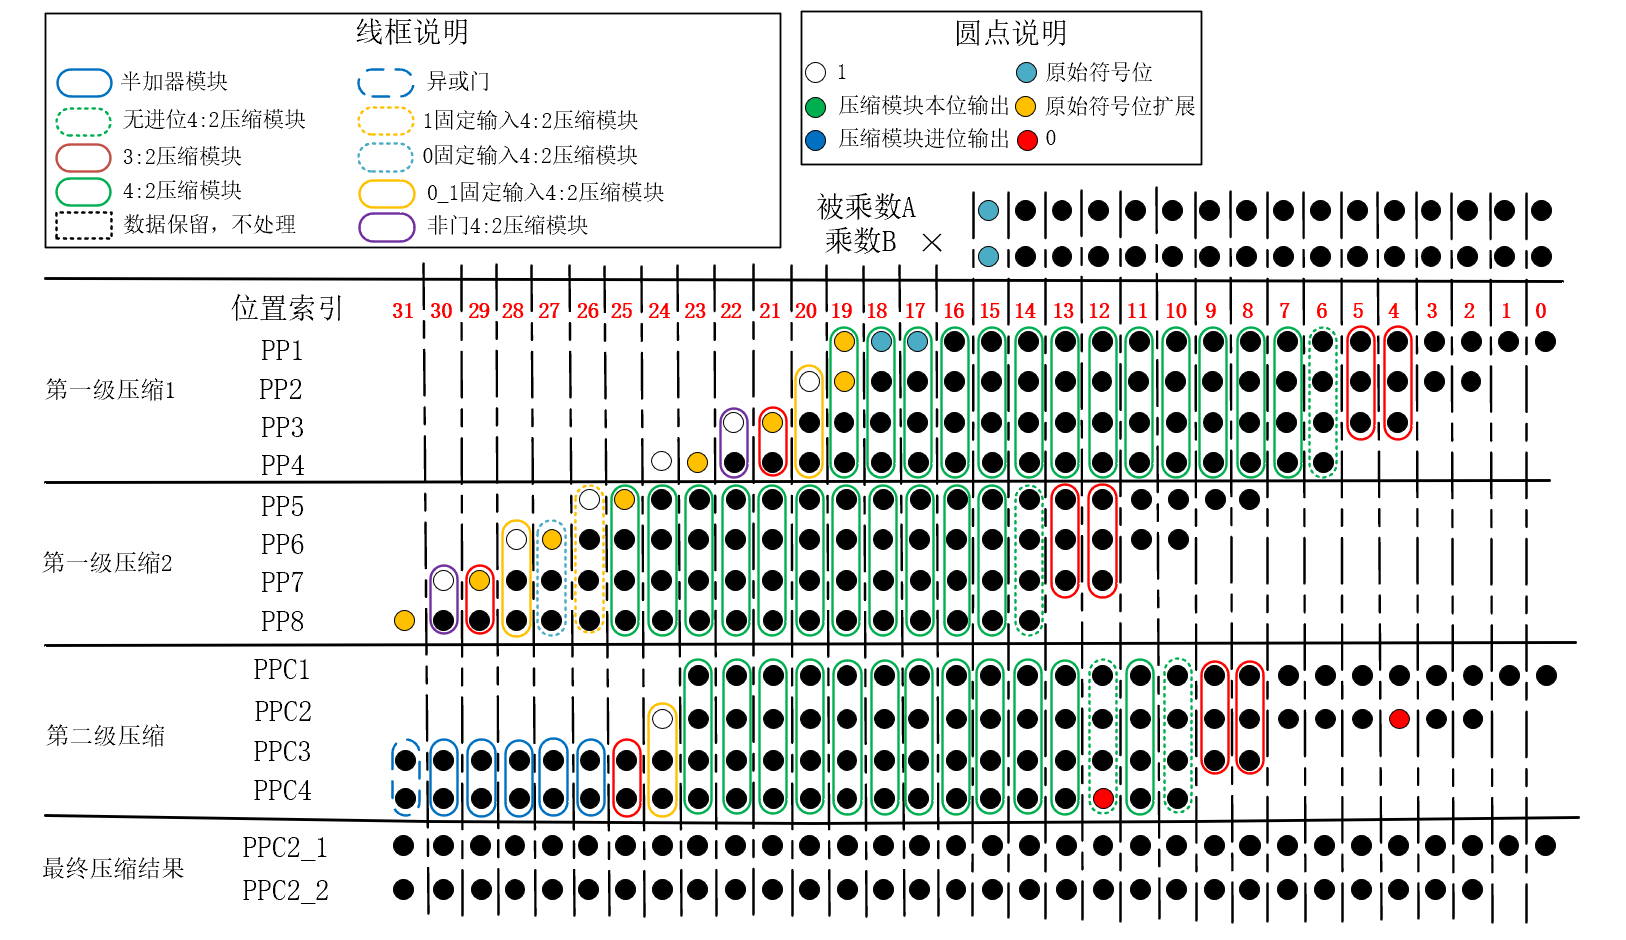 线框说明
半加器模块
异或门
无进位4:2压缩模块
1固定输入4:2压缩模块
3:2压缩模块
0固定输入4:2压缩模块
4:2压缩模块
0_1固定输入4:2压缩模块
数据保留，不处理
非门4:2压缩模块
圆点说明
1
原始符号位
压缩模块本位输出
原始符号位扩展
压缩模块进位输出
0
被乘数A
乘数B ×
位置索引 31 30 29 28 27 26 25 24 23 22 21 20 19 18 17 16 15 14 13 12 11 10 9 8 7 6 5 4 3 2 1 0
PP1
第一级压缩1
PP2
PP3
PP4
PP5
PP6
第一级压缩2
PP7
PP8
PPC1
PPC2
第二级压缩
PPC3
PPC4
PPC2_1
最终压缩结果
PPC2_2